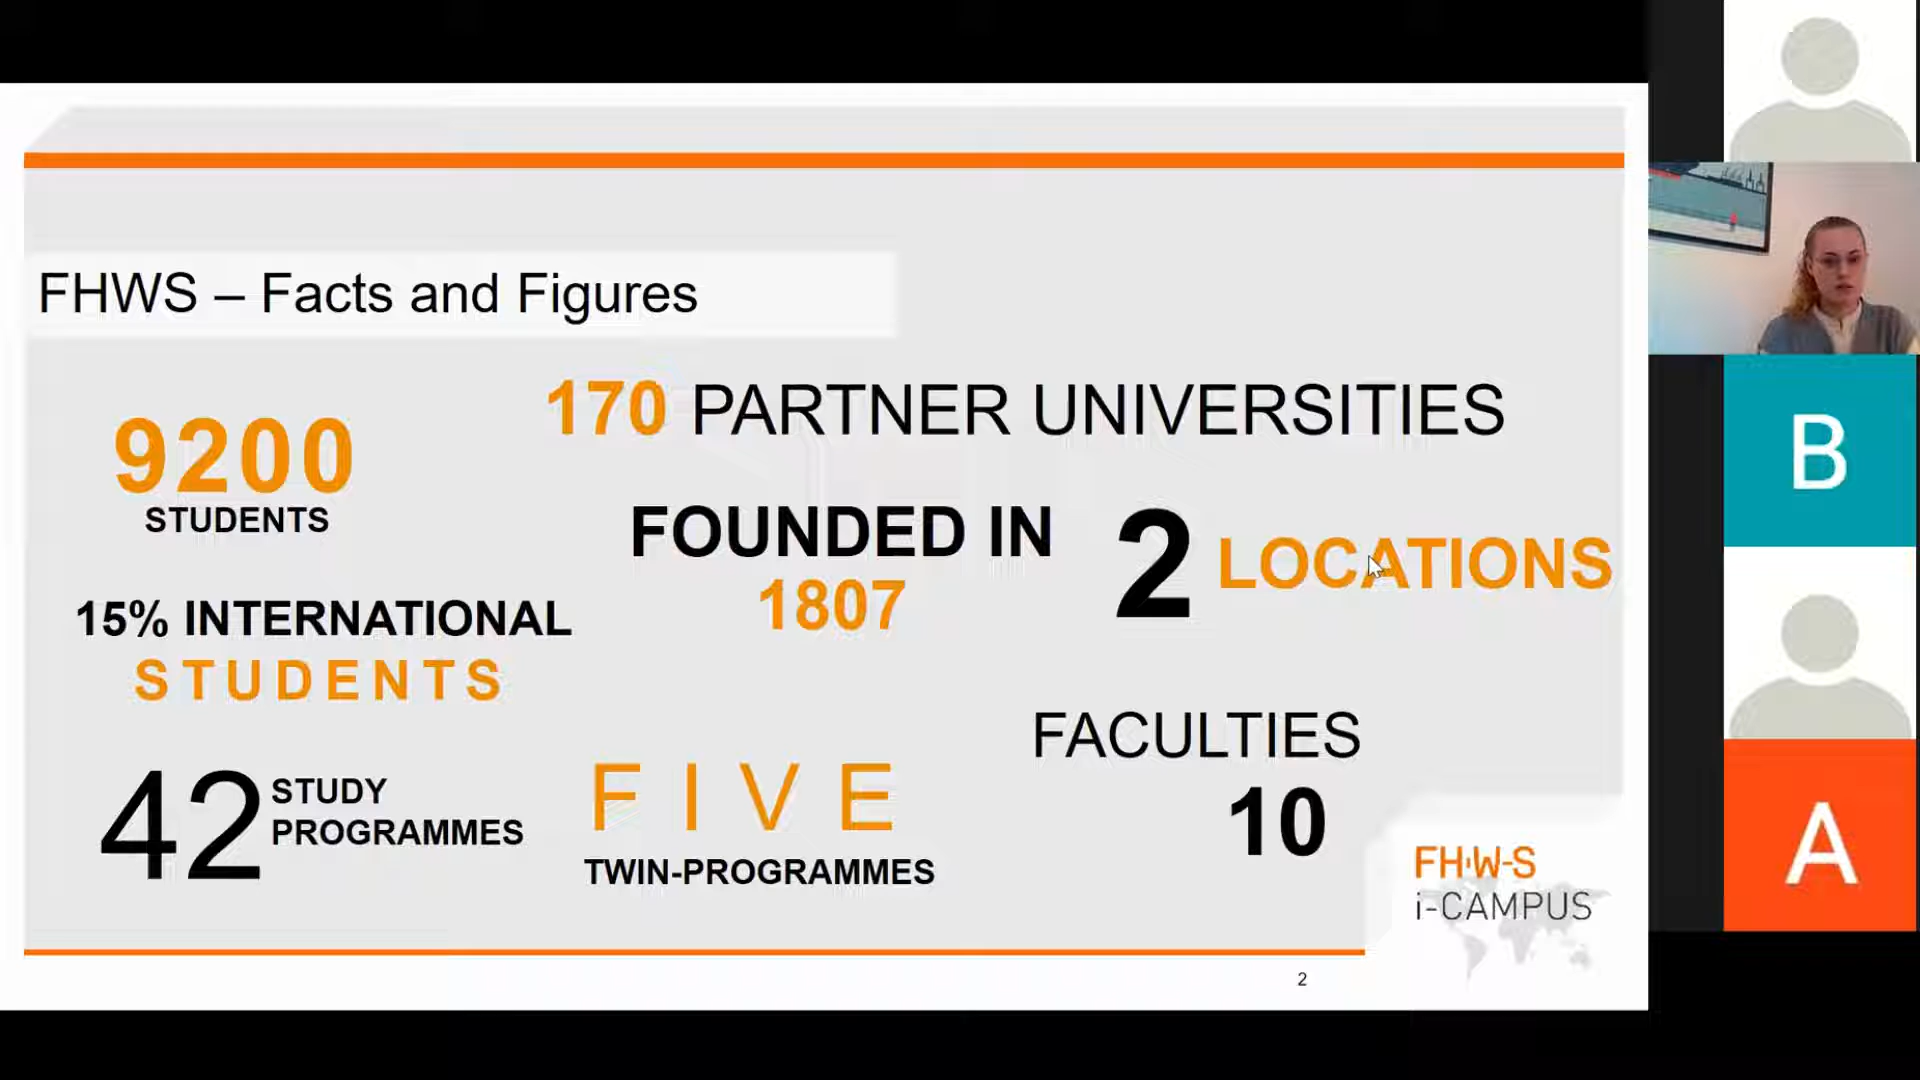 FHWS – Facts and Figures
170 PARTNER UNIVERSITIES
9200
STUDENTS
FOUNDED IN
1807
2 LOCATIONS
15% INTERNATIONAL
STUDENTS
FACULTIES
10
42 STUDY
PROGRAMMES
FIVE
TWIN-PROGRAMMES
FH·W-S
i-CAMPUS
2
B
A